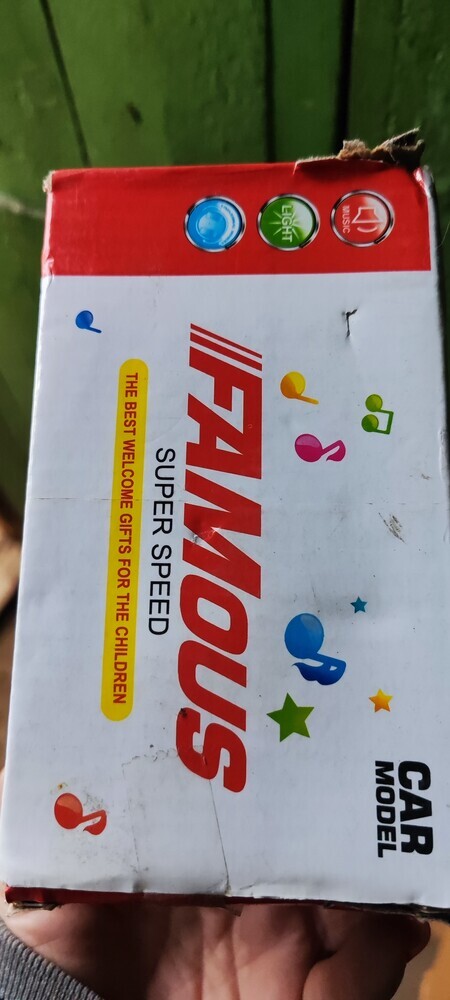 MUSIC
LIGHT
CAR
MODEL
FAMOUS
SUPER SPEED
THE BEST WELCOME GIFTS FOR THE CHILDREN